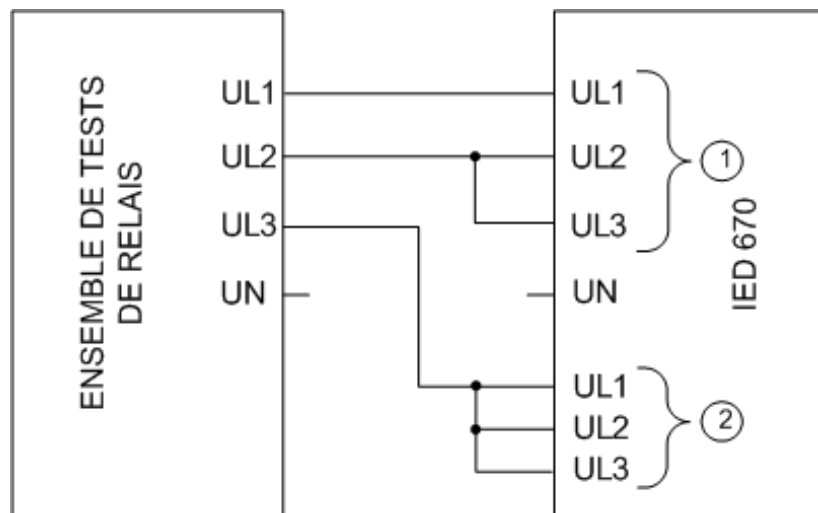 ENSEMBLE DE TESTS
DE RELAIS
UL1
UL2
UL3
UN
UL1
UL2
UL3
UN
UL1
UL2
UL3
1
2
IED 670